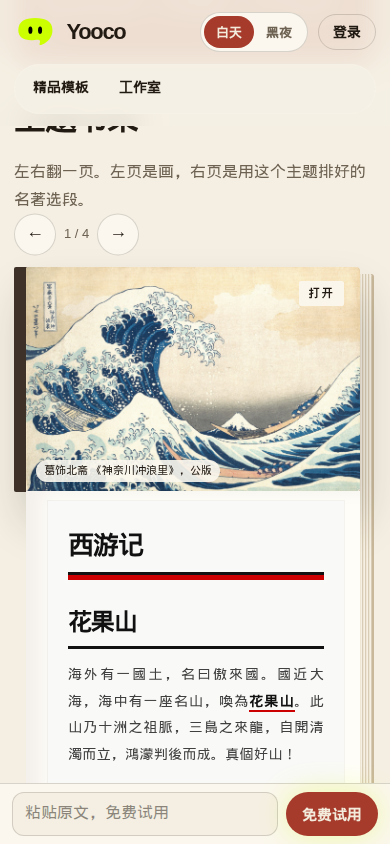 Yooco
白天
黑夜
登录
精品模板
工作室
左右翻一页。左页是画，右页是用这个主题排好的
名著选段。
←
1 / 4
→
打开
葛饰北斋 《神奈川冲浪里》，公版
西游记
花果山
海外有一國土，名曰傲來國。國近大
海，海中有一座名山，喚為花果山。此
山乃十洲之祖脈，三島之來龍，自開清
濁而立，鴻濛判後而成。真個好山！
粘贴原文，免费试用
免费试用